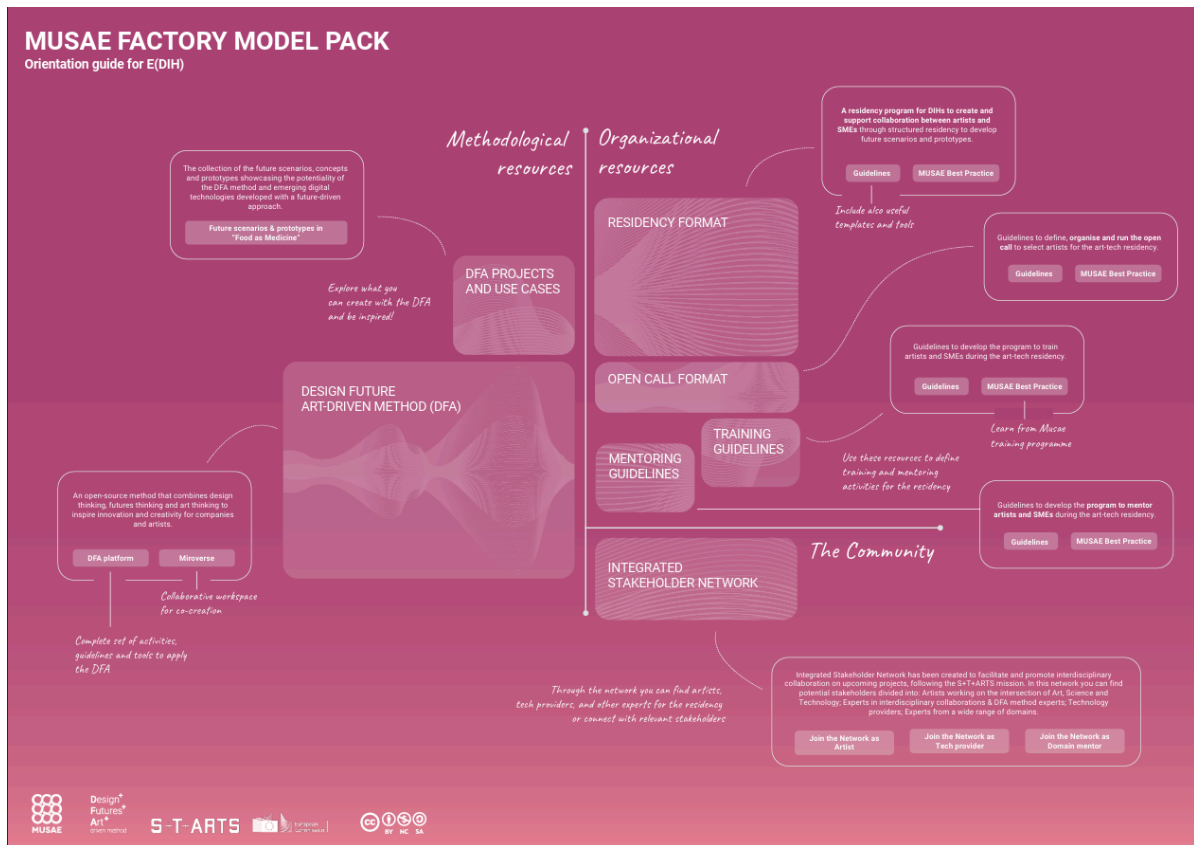 MUSAE FACTORY MODEL PACK
Orientation guide for E(DIH)
Methodological
resources
Organizational
resources
The collection of the future scenarios, concepts
and prototypes showcasing the potentiality of
the DFA method and emerging digital
technologies developed with a future-driven
approach.
Future scenarios & prototypes in
"Food as Medicine"
Explore what you
can create with the DFA
and be inspired!
DFA PROJECTS
AND USE CASES
DESIGN FUTURE
ART-DRIVEN METHOD (DFA)
An open-source method that combines design
thinking, futures thinking and art thinking to
inspire innovation and creativity for companies
and artists.
DFA platform
Miroverse
Collaborative workspace
for co-creation
Complete set of activities,
guidelines and tools to apply
the DFA
A residency program for DIHs to create and
support collaboration between artists and
SMEs through structured residency to develop
future scenarios and prototypes.
Guidelines
MUSAE Best Practice
Include also useful
templates and tools
RESIDENCY FORMAT
Guidelines to define, organise and run the open
call to select artists for the art-tech residency.
Guidelines
MUSAE Best Practice
OPEN CALL FORMAT
Guidelines to develop the program to train
artists and SMEs during the art-tech residency.
Guidelines
MUSAE Best Practice
Learn from Musae
training programme
TRAINING
GUIDELINES
MENTORING
GUIDELINES
Use these resources to define
training and mentoring
activities for the residency
Guidelines to develop the program to mentor
artists and SMEs during the art-tech residency.
Guidelines
MUSAE Best Practice
The Community
INTEGRATED
STAKEHOLDER NETWORK
Through the network you can find artists,
tech providers, and other experts for the residency
or connect with relevant stakeholders
Integrated Stakeholder Network has been created to facilitate and promote interdisciplinary
collaboration on upcoming projects, following the S+T+ARTS mission. In this network you can find
potential stakeholders divided into: Artists working on the intersection of Art, Science and
Technology; Experts in interdisciplinary collaborations & DFA method experts; Technology
providers; Experts from a wide range of domains.
Join the Network as
Artist
Join the Network as
Tech provider
Join the Network as
Domain mentor
MUSAE
Design+
Futures+
Art+
driven method
S+T+ARTS
cc
BY NC SA